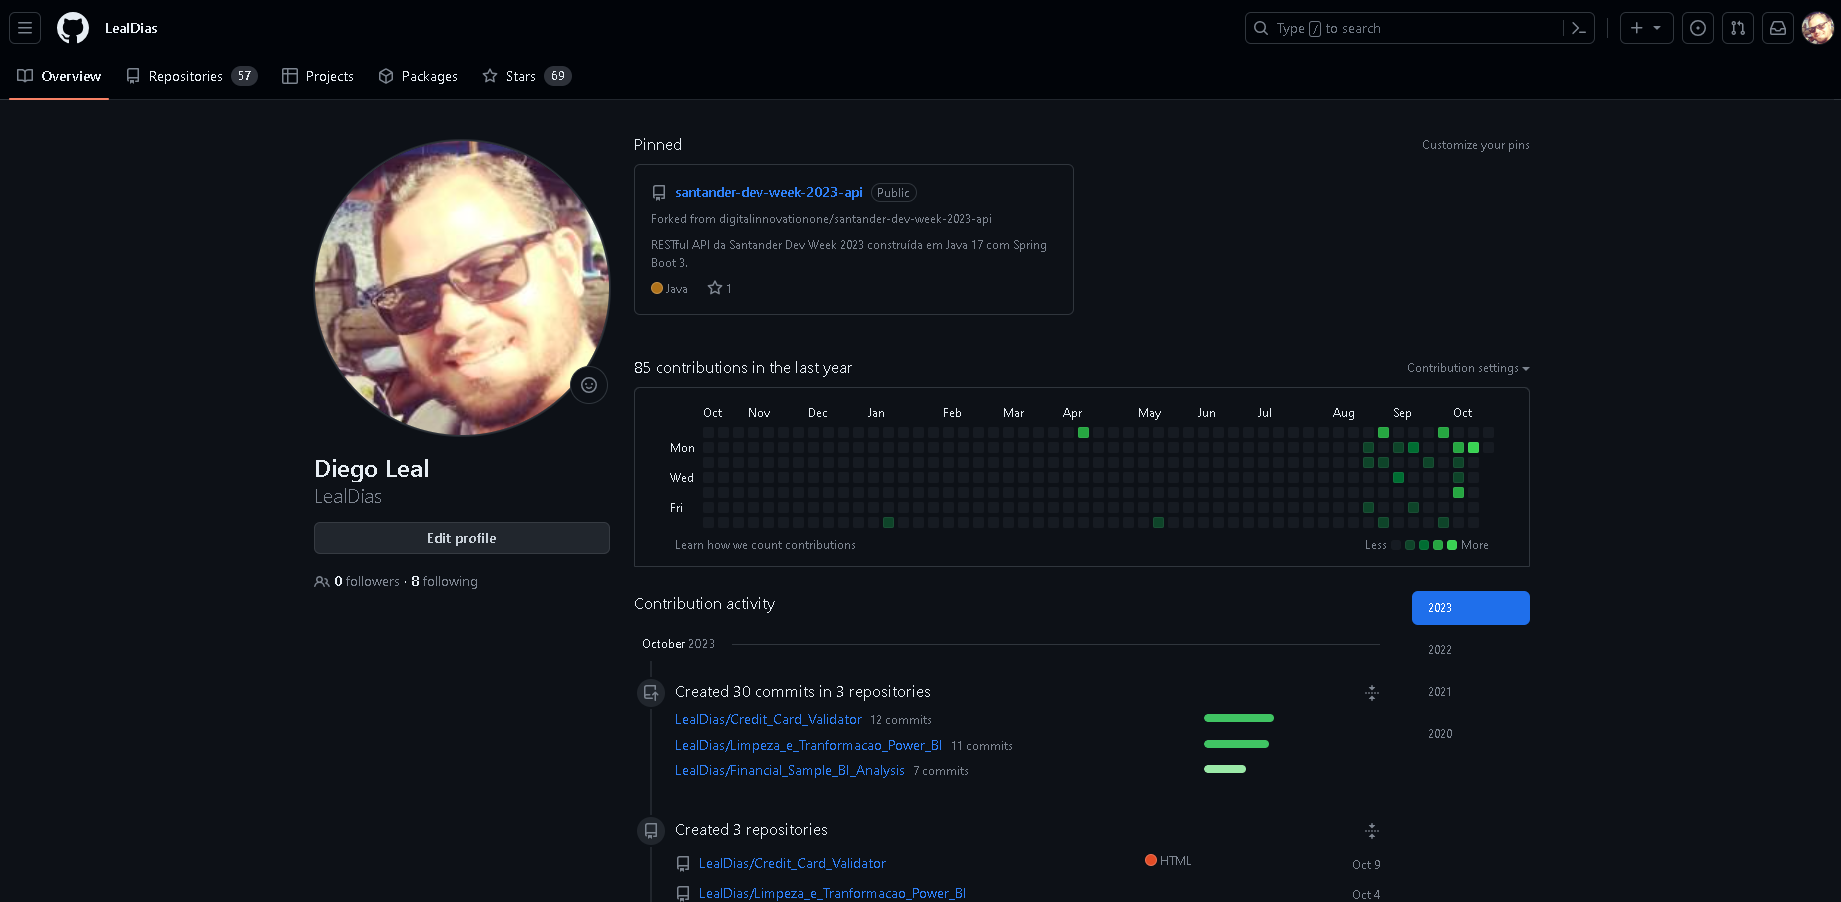 LealDias
Type / to search
Overview
Repositories 57
Projects
Packages
Stars 69
Diego Leal
LealDias
Edit profile
0 followers · 8 following
Pinned
Customize your pins
santander-dev-week-2023-api Public
Forked from digitalinnovationone/santander-dev-week-2023-api
RESTful API da Santander Dev Week 2023 construída em Java 17 com Spring
Boot 3.
Java 1
85 contributions in the last year
Contribution settings
Oct Nov Dec Jan Feb Mar Apr May Jun Jul Aug Sep Oct
Mon
Wed
Fri
Learn how we count contributions
Less More
Contribution activity
2023
2022
2021
2020
October 2023
Created 30 commits in 3 repositories
LealDias/Credit_Card_Validator 12 commits
LealDias/Limpeza_e_Tranformacao_Power_BI 11 commits
LealDias/Financial_Sample_BI_Analysis 7 commits
Created 3 repositories
LealDias/Credit_Card_Validator HTML Oct 9
LealDias/Limpeza_e_Tranformacao_Power_BI Oct 4